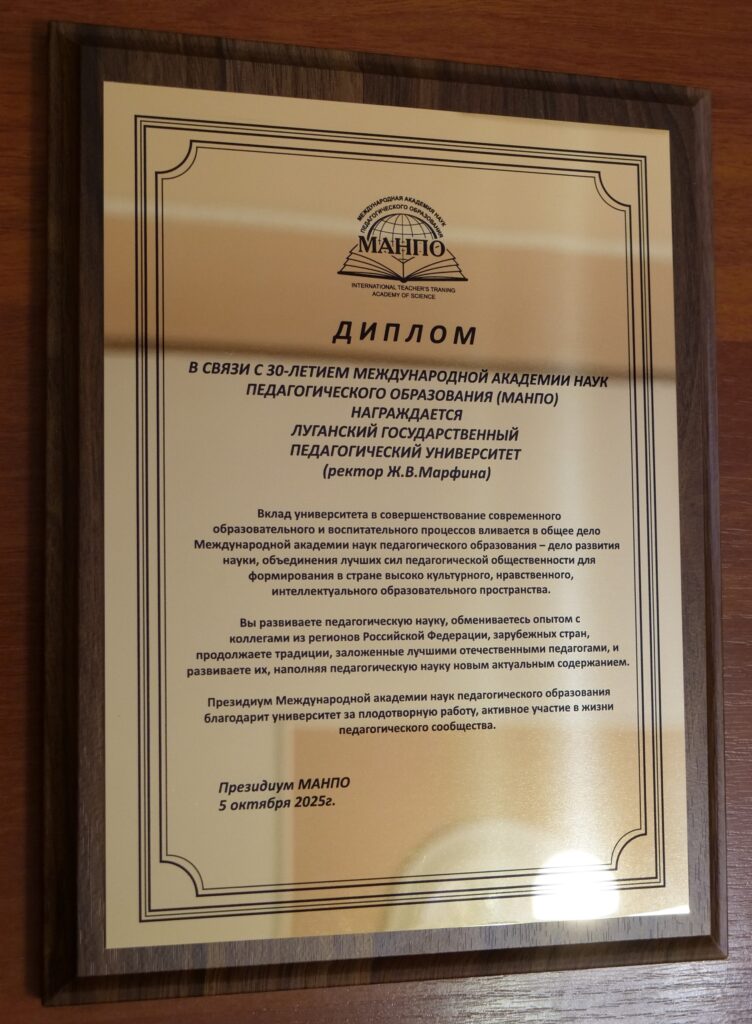 МЕЖДУНАРОДНАЯ АКАДЕМИЯ НАУК
ПЕДАГОГИЧЕСКОГО ОБРАЗОВАНИЯ
МАНПО
INTERNATIONAL TEACHER'S TRANING
ACADEMY OF SCIENCE
ДИПЛОМ
В СВЯЗИ С 30-ЛЕТИЕМ МЕЖДУНАРОДНОЙ АКАДЕМИИ НАУК
ПЕДАГОГИЧЕСКОГО ОБРАЗОВАНИЯ (МАНПО)
НАГРАЖДАЕТСЯ
ЛУГАНСКИЙ ГОСУДАРСТВЕННЫЙ
ПЕДАГОГИЧЕСКИЙ УНИВЕРСИТЕТ
(ректор Ж.В.Марфина)
Вклад университета в совершенствование современного
образовательного и воспитательного процессов вливается в общее дело
Международной академии наук педагогического образования – дело развития
науки, объединения лучших сил педагогической общественности для
формирования в стране высоко культурного, нравственного,
интеллектуального образовательного пространства.
Вы развиваете педагогическую науку, обмениваетесь опытом с
коллегами из регионов Российской Федерации, зарубежных стран,
продолжаете традиции, заложенные лучшими отечественными педагогами, и
развиваете их, наполняя педагогическую науку новым актуальным содержанием.
Президиум Международной академии наук педагогического образования
благодарит университет за плодотворную работу, активное участие в жизни
педагогического сообщества.
Президиум МАНПО
5 октября 2025г.